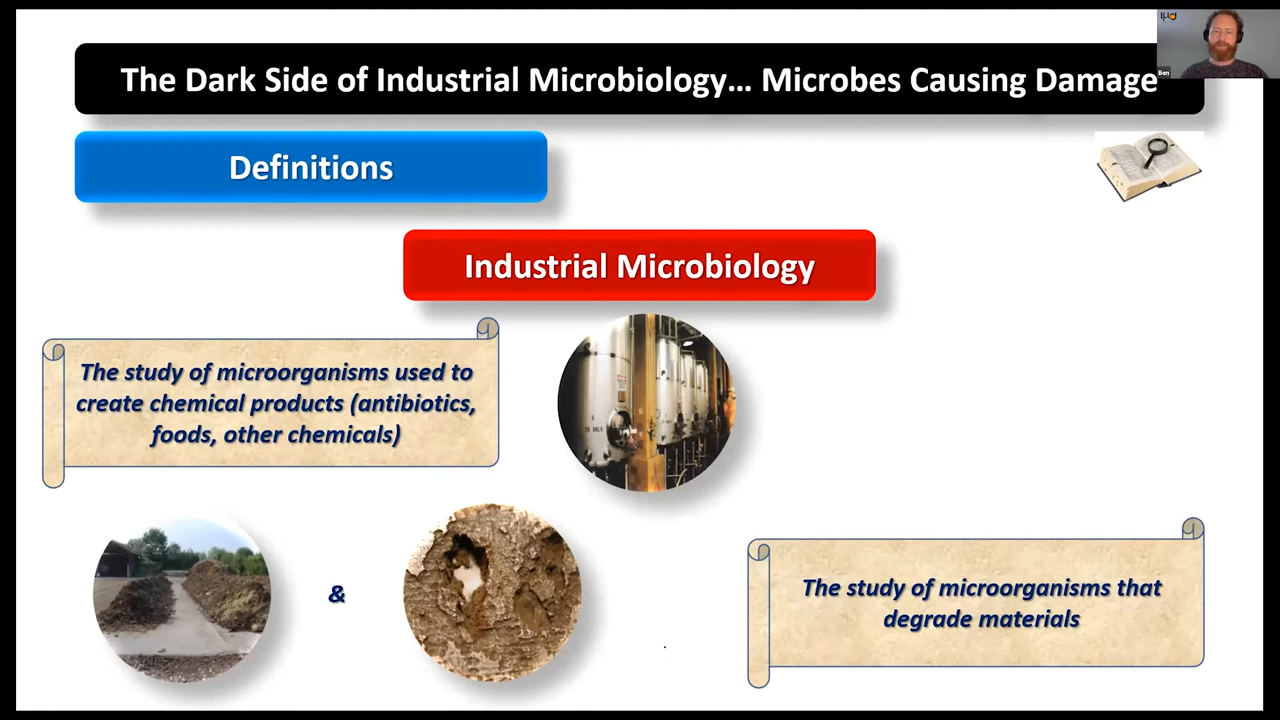 The Dark Side of Industrial Microbiology... Microbes Causing Damage
Ben
Definitions
Industrial Microbiology
The study of microorganisms used to
create chemical products (antibiotics,
foods, other chemicals)
&
The study of microorganisms that
degrade materials